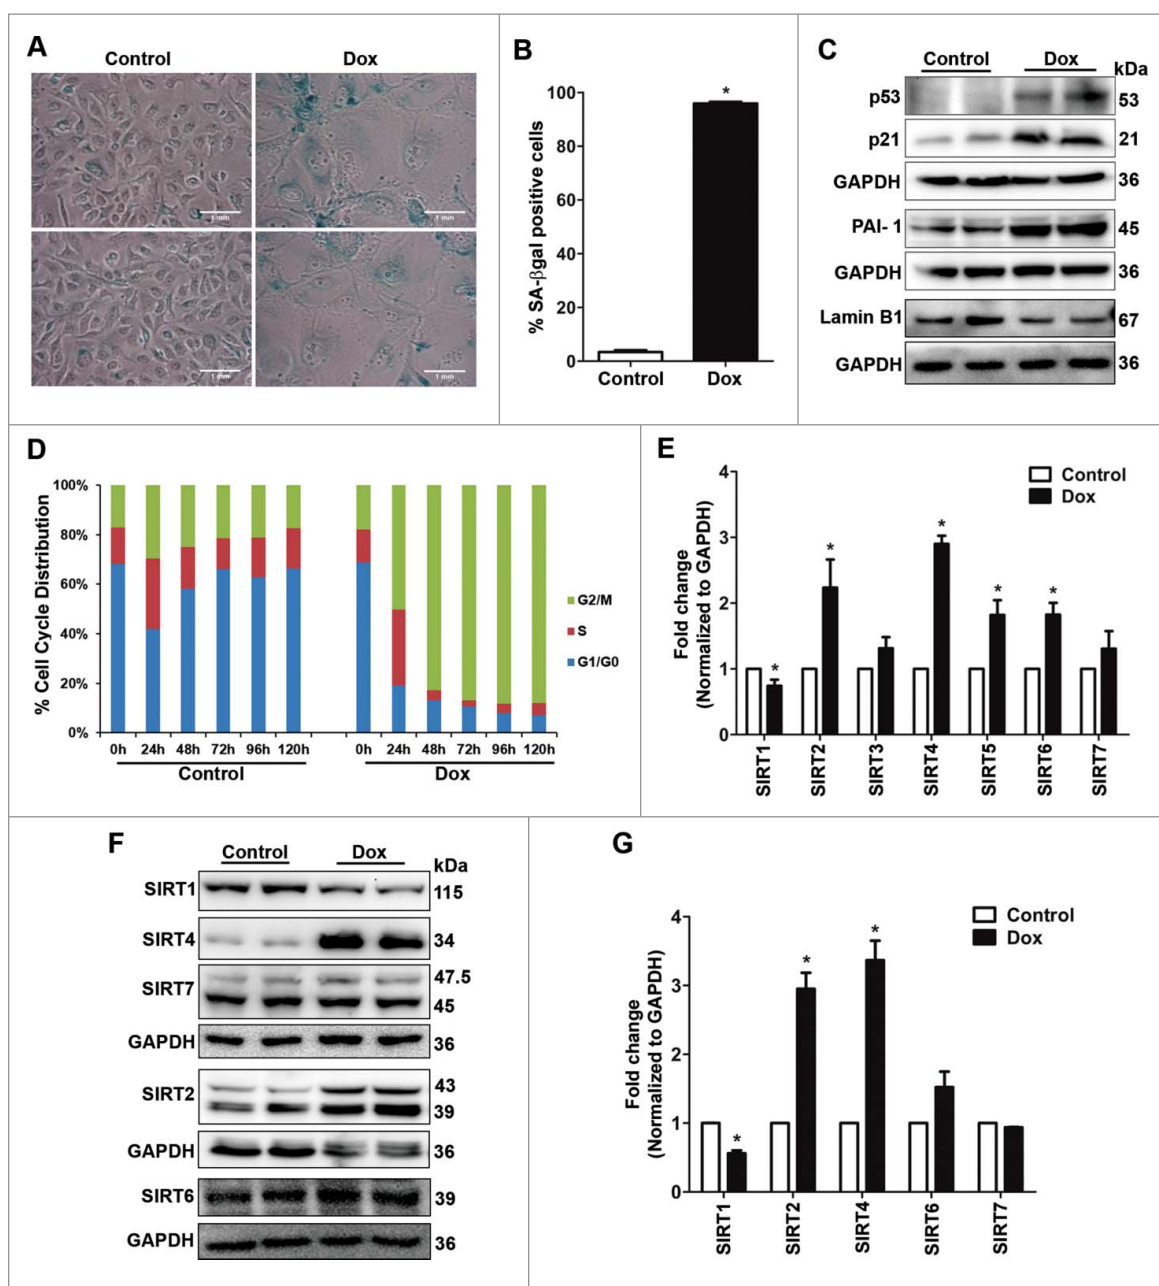 A
Control
Dox
1 mm
1 mm
1 mm
1 mm
B
% SA-βgal positive cells
100
80
60
40
20
0
*
Control
Dox
C
Control
Dox
kDa
p53
53
p21
21
GAPDH
36
PAI- 1
45
GAPDH
36
Lamin B1
67
GAPDH
36
D
% Cell Cycle Distribution
100%
80%
60%
40%
20%
0%
G2/M
S
G1/G0
0h 24h 48h 72h 96h 120h
0h 24h 48h 72h 96h 120h
Control
Dox
E
Fold change
(Normalized to GAPDH)
4
3
2
1
0
Control
Dox
*
*
*
*
*
SIRT1
SIRT2
SIRT3
SIRT4
SIRT5
SIRT6
SIRT7
F
Control
Dox
kDa
SIRT1
115
SIRT4
34
SIRT7
47.5
45
GAPDH
36
SIRT2
43
39
GAPDH
36
SIRT6
39
GAPDH
36
G
Fold change
(Normalized to GAPDH)
4
3
2
1
0
Control
Dox
*
*
*
SIRT1
SIRT2
SIRT4
SIRT6
SIRT7